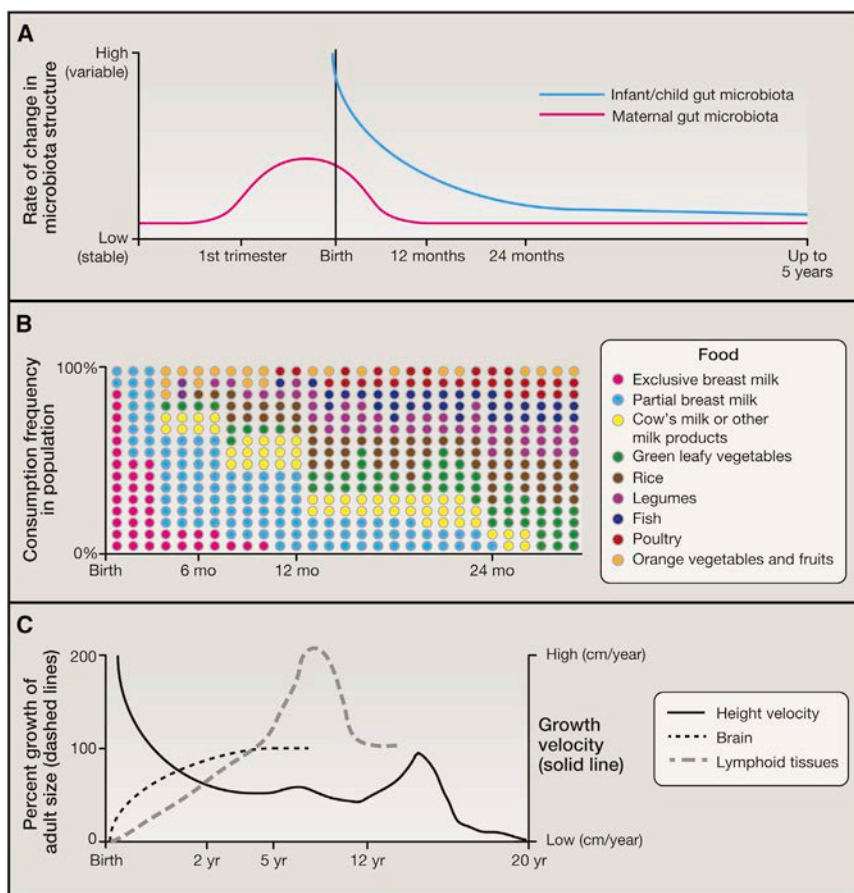 A
Rate of change in
microbiota structure
High
(variable)
Low
(stable)
Infant/child gut microbiota
Maternal gut microbiota
1st trimester
Birth
12 months
24 months
Up to
5 years
B
Consumption frequency
in population
100%
0%
Birth
6 mo
12 mo
24 mo
Food
Exclusive breast milk
Partial breast milk
Cow's milk or other
milk products
Green leafy vegetables
Rice
Legumes
Fish
Poultry
Orange vegetables and fruits
C
Percent growth of
adult size (dashed lines)
200
100
0
Birth
2 yr
5 yr
12 yr
20 yr
High (cm/year)
Growth
velocity
(solid line)
Low (cm/year)
Height velocity
Brain
Lymphoid tissues